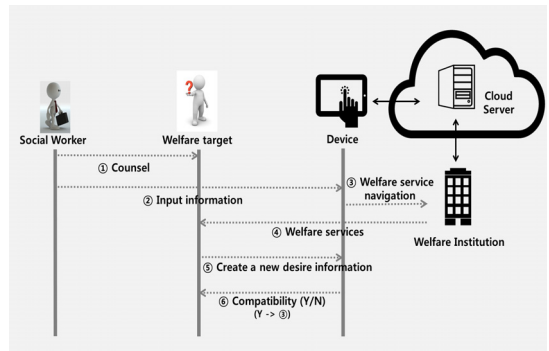 Cloud
Server
Social Worker
Welfare target
Device
① Counsel
② Input information
③ Welfare service
navigation
④ Welfare services
Welfare Institution
⑤ Create a new desire information
⑥ Compatibility (Y/N)
(Y -> ③)
?